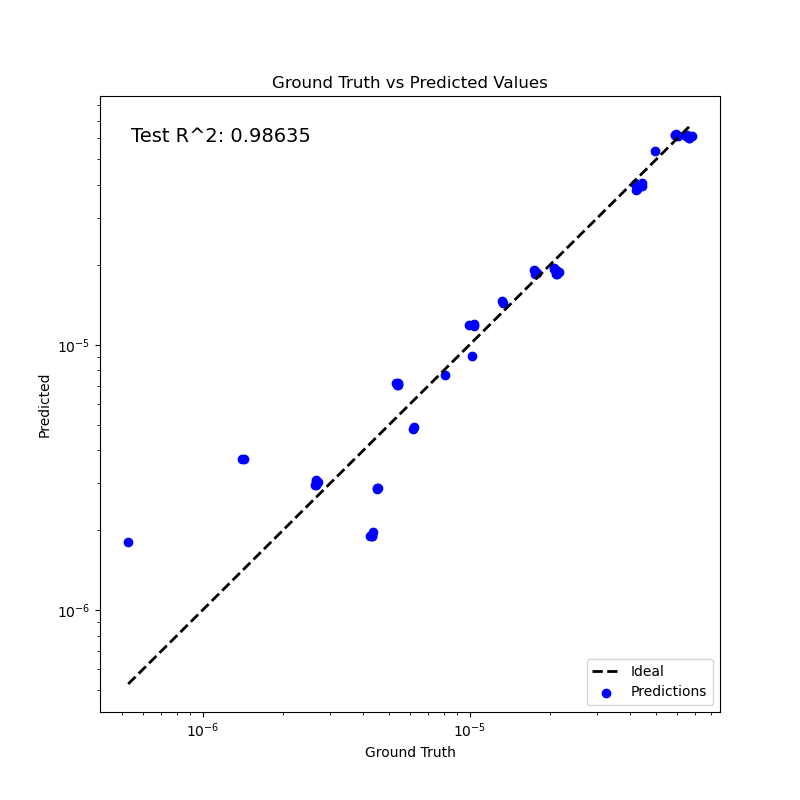 Ground Truth vs Predicted Values
Test R^2: 0.98635
Predicted
10⁻⁵
10⁻⁶
Ideal
Predictions
10⁻⁶
10⁻⁵
Ground Truth